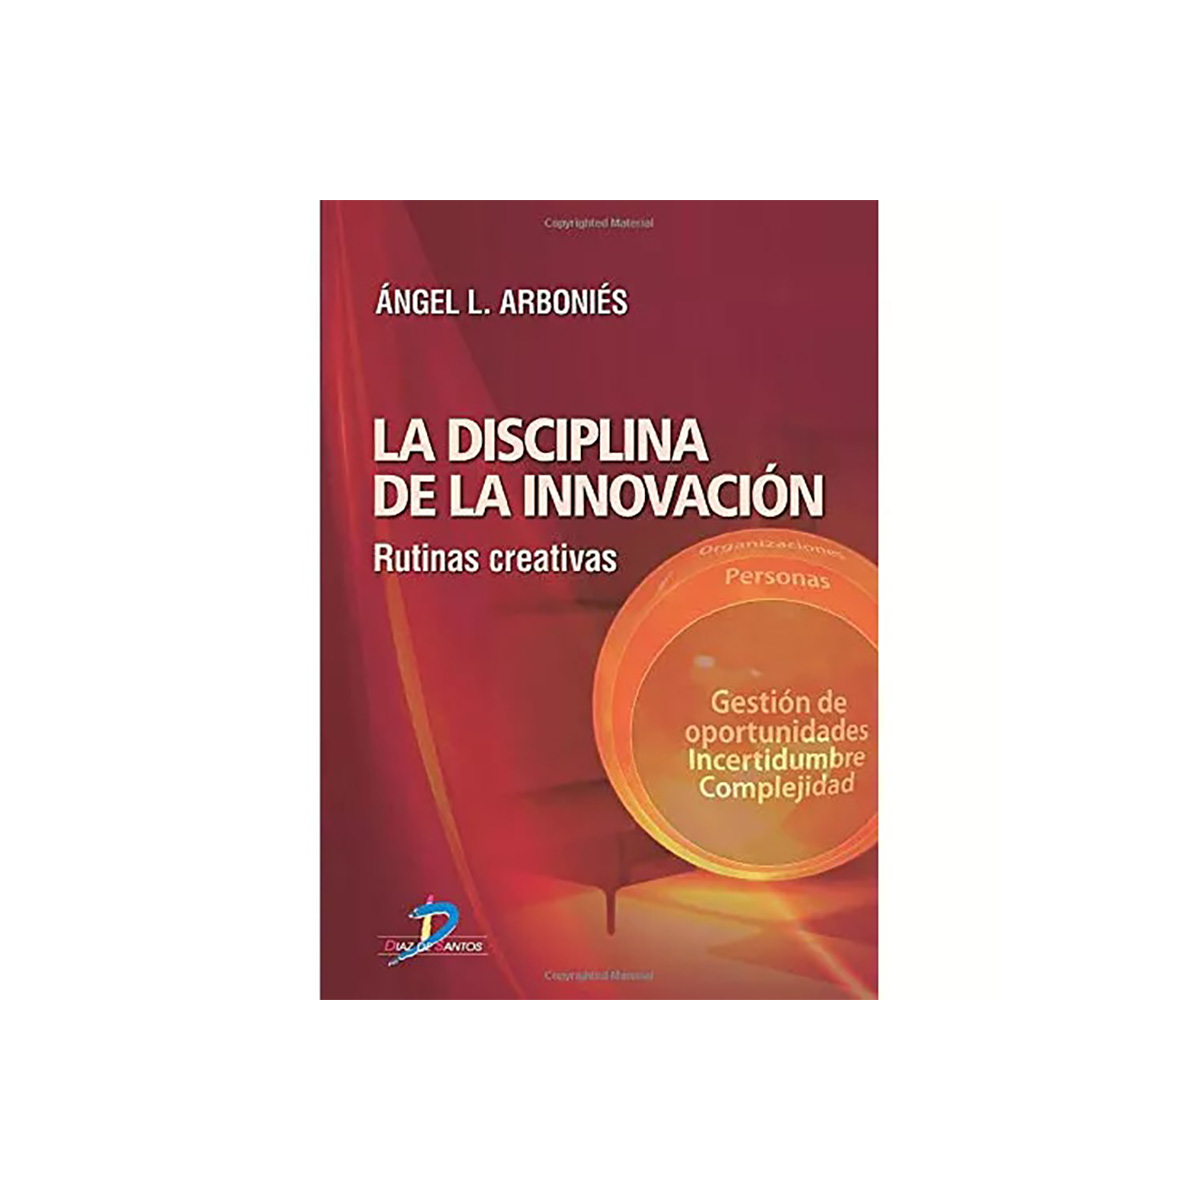 Copyrighted Material
ÁNGEL L. ARBONIÉS
LA DISCIPLINA
DE LA INNOVACIÓN
Rutinas creativas
Organizaciones
Personas
Gestión de
oportunidades
Incertidumbre
Complejidad
DIAZ DE SANTOS
Copyrighted Material